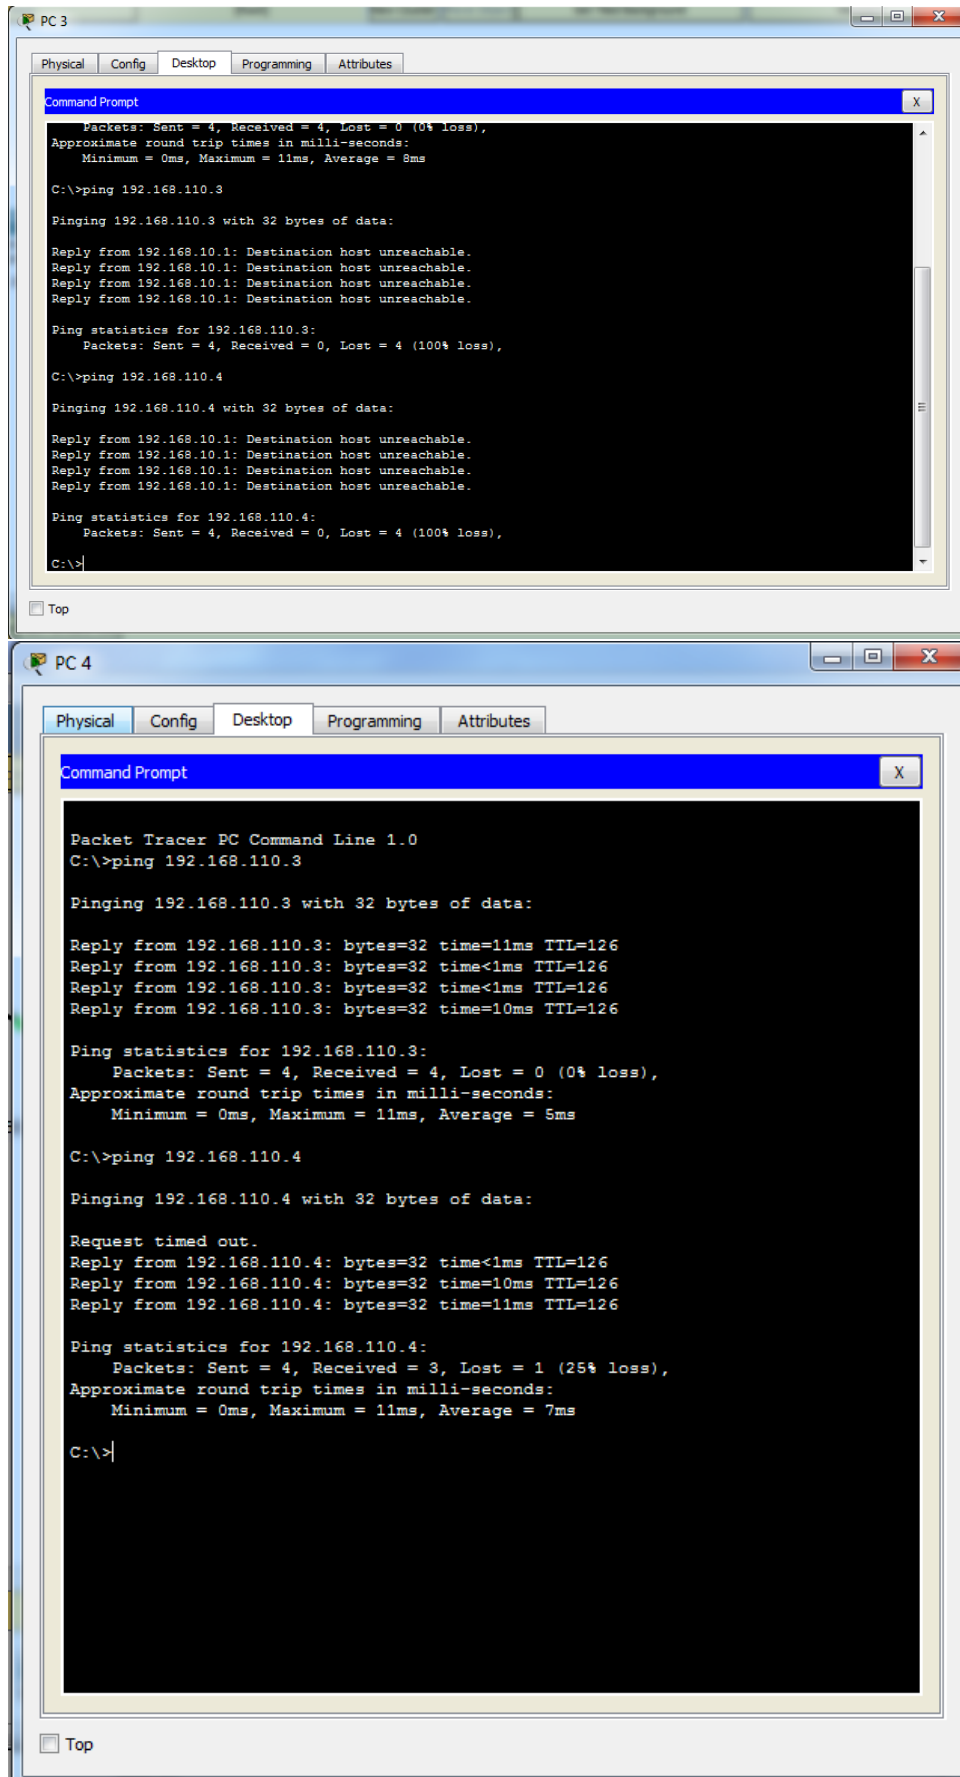 PC 3
Physical Config Desktop Programming Attributes
Command Prompt X
Packets: Sent = 4, Received = 4, Lost = 0 (0% loss),
Approximate round trip times in milli-seconds:
Minimum = 0ms, Maximum = 11ms, Average = 8ms
C:\>ping 192.168.110.3
Pinging 192.168.110.3 with 32 bytes of data:
Reply from 192.168.10.1: Destination host unreachable.
Reply from 192.168.10.1: Destination host unreachable.
Reply from 192.168.10.1: Destination host unreachable.
Reply from 192.168.10.1: Destination host unreachable.
Ping statistics for 192.168.110.3:
Packets: Sent = 4, Received = 0, Lost = 4 (100% loss),
C:\>ping 192.168.110.4
Pinging 192.168.110.4 with 32 bytes of data:
Reply from 192.168.10.1: Destination host unreachable.
Reply from 192.168.10.1: Destination host unreachable.
Reply from 192.168.10.1: Destination host unreachable.
Reply from 192.168.10.1: Destination host unreachable.
Ping statistics for 192.168.110.4:
Packets: Sent = 4, Received = 0, Lost = 4 (100% loss),
C:\>
Top
PC 4
Physical Config Desktop Programming Attributes
Command Prompt X
Packet Tracer PC Command Line 1.0
C:\>ping 192.168.110.3
Pinging 192.168.110.3 with 32 bytes of data:
Reply from 192.168.110.3: bytes=32 time=11ms TTL=126
Reply from 192.168.110.3: bytes=32 time<1ms TTL=126
Reply from 192.168.110.3: bytes=32 time<1ms TTL=126
Reply from 192.168.110.3: bytes=32 time=10ms TTL=126
Ping statistics for 192.168.110.3:
Packets: Sent = 4, Received = 4, Lost = 0 (0% loss),
Approximate round trip times in milli-seconds:
Minimum = 0ms, Maximum = 11ms, Average = 5ms
C:\>ping 192.168.110.4
Pinging 192.168.110.4 with 32 bytes of data:
Request timed out.
Reply from 192.168.110.4: bytes=32 time<1ms TTL=126
Reply from 192.168.110.4: bytes=32 time=10ms TTL=126
Reply from 192.168.110.4: bytes=32 time=11ms TTL=126
Ping statistics for 192.168.110.4:
Packets: Sent = 4, Received = 3, Lost = 1 (25% loss),
Approximate round trip times in milli-seconds:
Minimum = 0ms, Maximum = 11ms, Average = 7ms
C:\>
Top